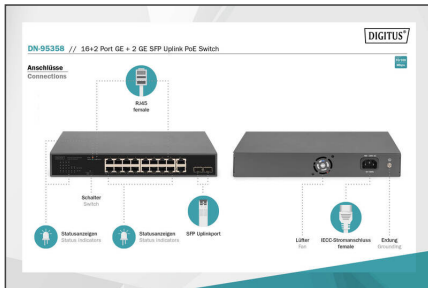 DIGITUS®
DN-95358 // 16+2 Port GE + 2 GE SFP Uplink PoE Switch
Anschlüsse
Connections
RJ45
female
Schalter
Switch
Statusanzeigen
Status indicators
Statusanzeigen
Status indicators
SFP Uplinkport
Lüfter
Fan
IECC-Stromanschluss
female
Erdung
Grounding